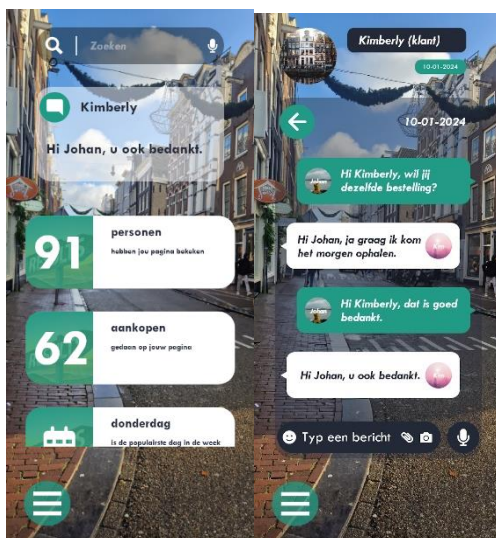 Zoeken
Kimberly
Hi Johan, u ook bedankt.
91
personen
hebben jou pagina bekeken
62
aankopen
gedaan op jouw pagina
donderdag
is de populairste dag in de week
Kimberly (klant)
10-01-2024
10-01-2024
Johan
Hi Kimberly, wil jij
dezelfde bestelling?
Hi Johan, ja graag ik kom
het morgen ophalen.
Johan
Hi Kimberly, dat is goed
bedankt.
Hi Johan, u ook bedankt.
Typ een bericht